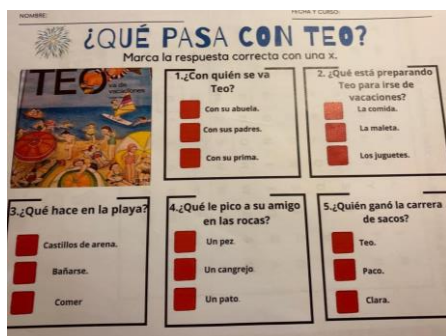 NOMBRE:
FECHA Y CURSO:
¿QUÉ PASA CON TEO?
Marca la respuesta correcta con una x.
TEO
va de
vacaciones
1.¿Con quién se va
Teo?
Con su abuela.
Con sus padres.
Con su prima.
2. ¿Qué está preparando
Teo para irse de
vacaciones?
La comida.
La maleta.
Los juguetes.
3.¿Qué hace en la playa?
Castillos de arena.
Bañarse.
Comer
4.¿Qué le pico a su amigo
en las rocas?
Un pez.
Un cangrejo.
Un pato.
5.¿Quién ganó la carrera
de sacos?
Teo.
Paco.
Clara.